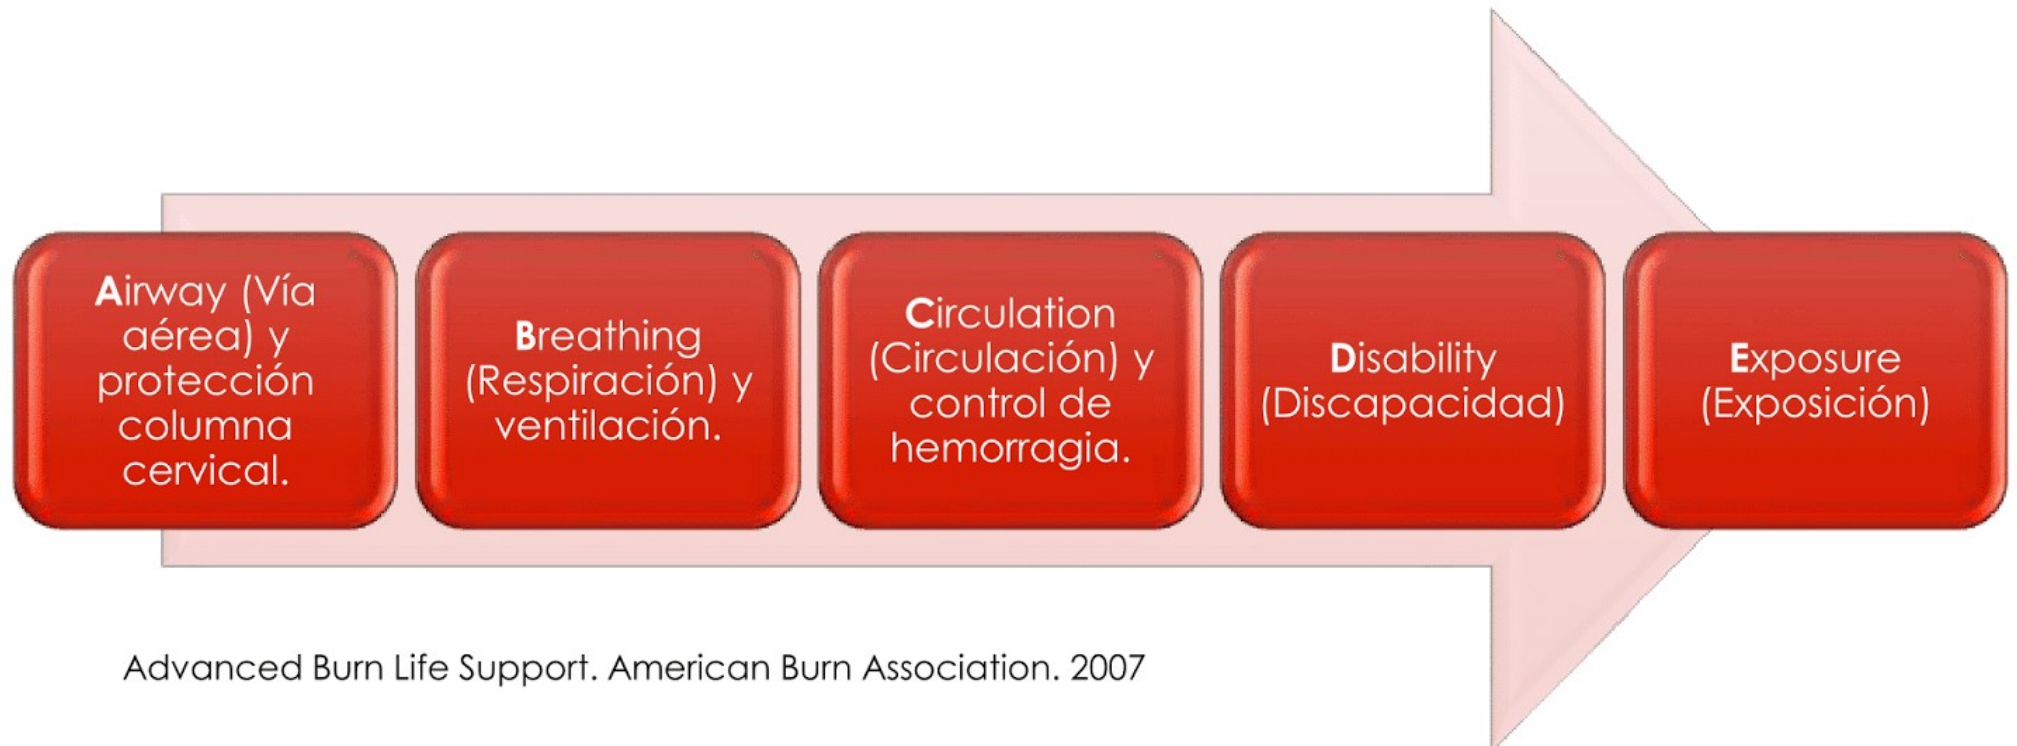 Airway (Vía
aérea) y
protección
columna
cervical.
Breathing
(Respiración) y
ventilación.
Circulation
(Circulación) y
control de
hemorragia.
Disability
(Discapacidad)
Exposure
(Exposición)
Advanced Burn Life Support. American Burn Association. 2007